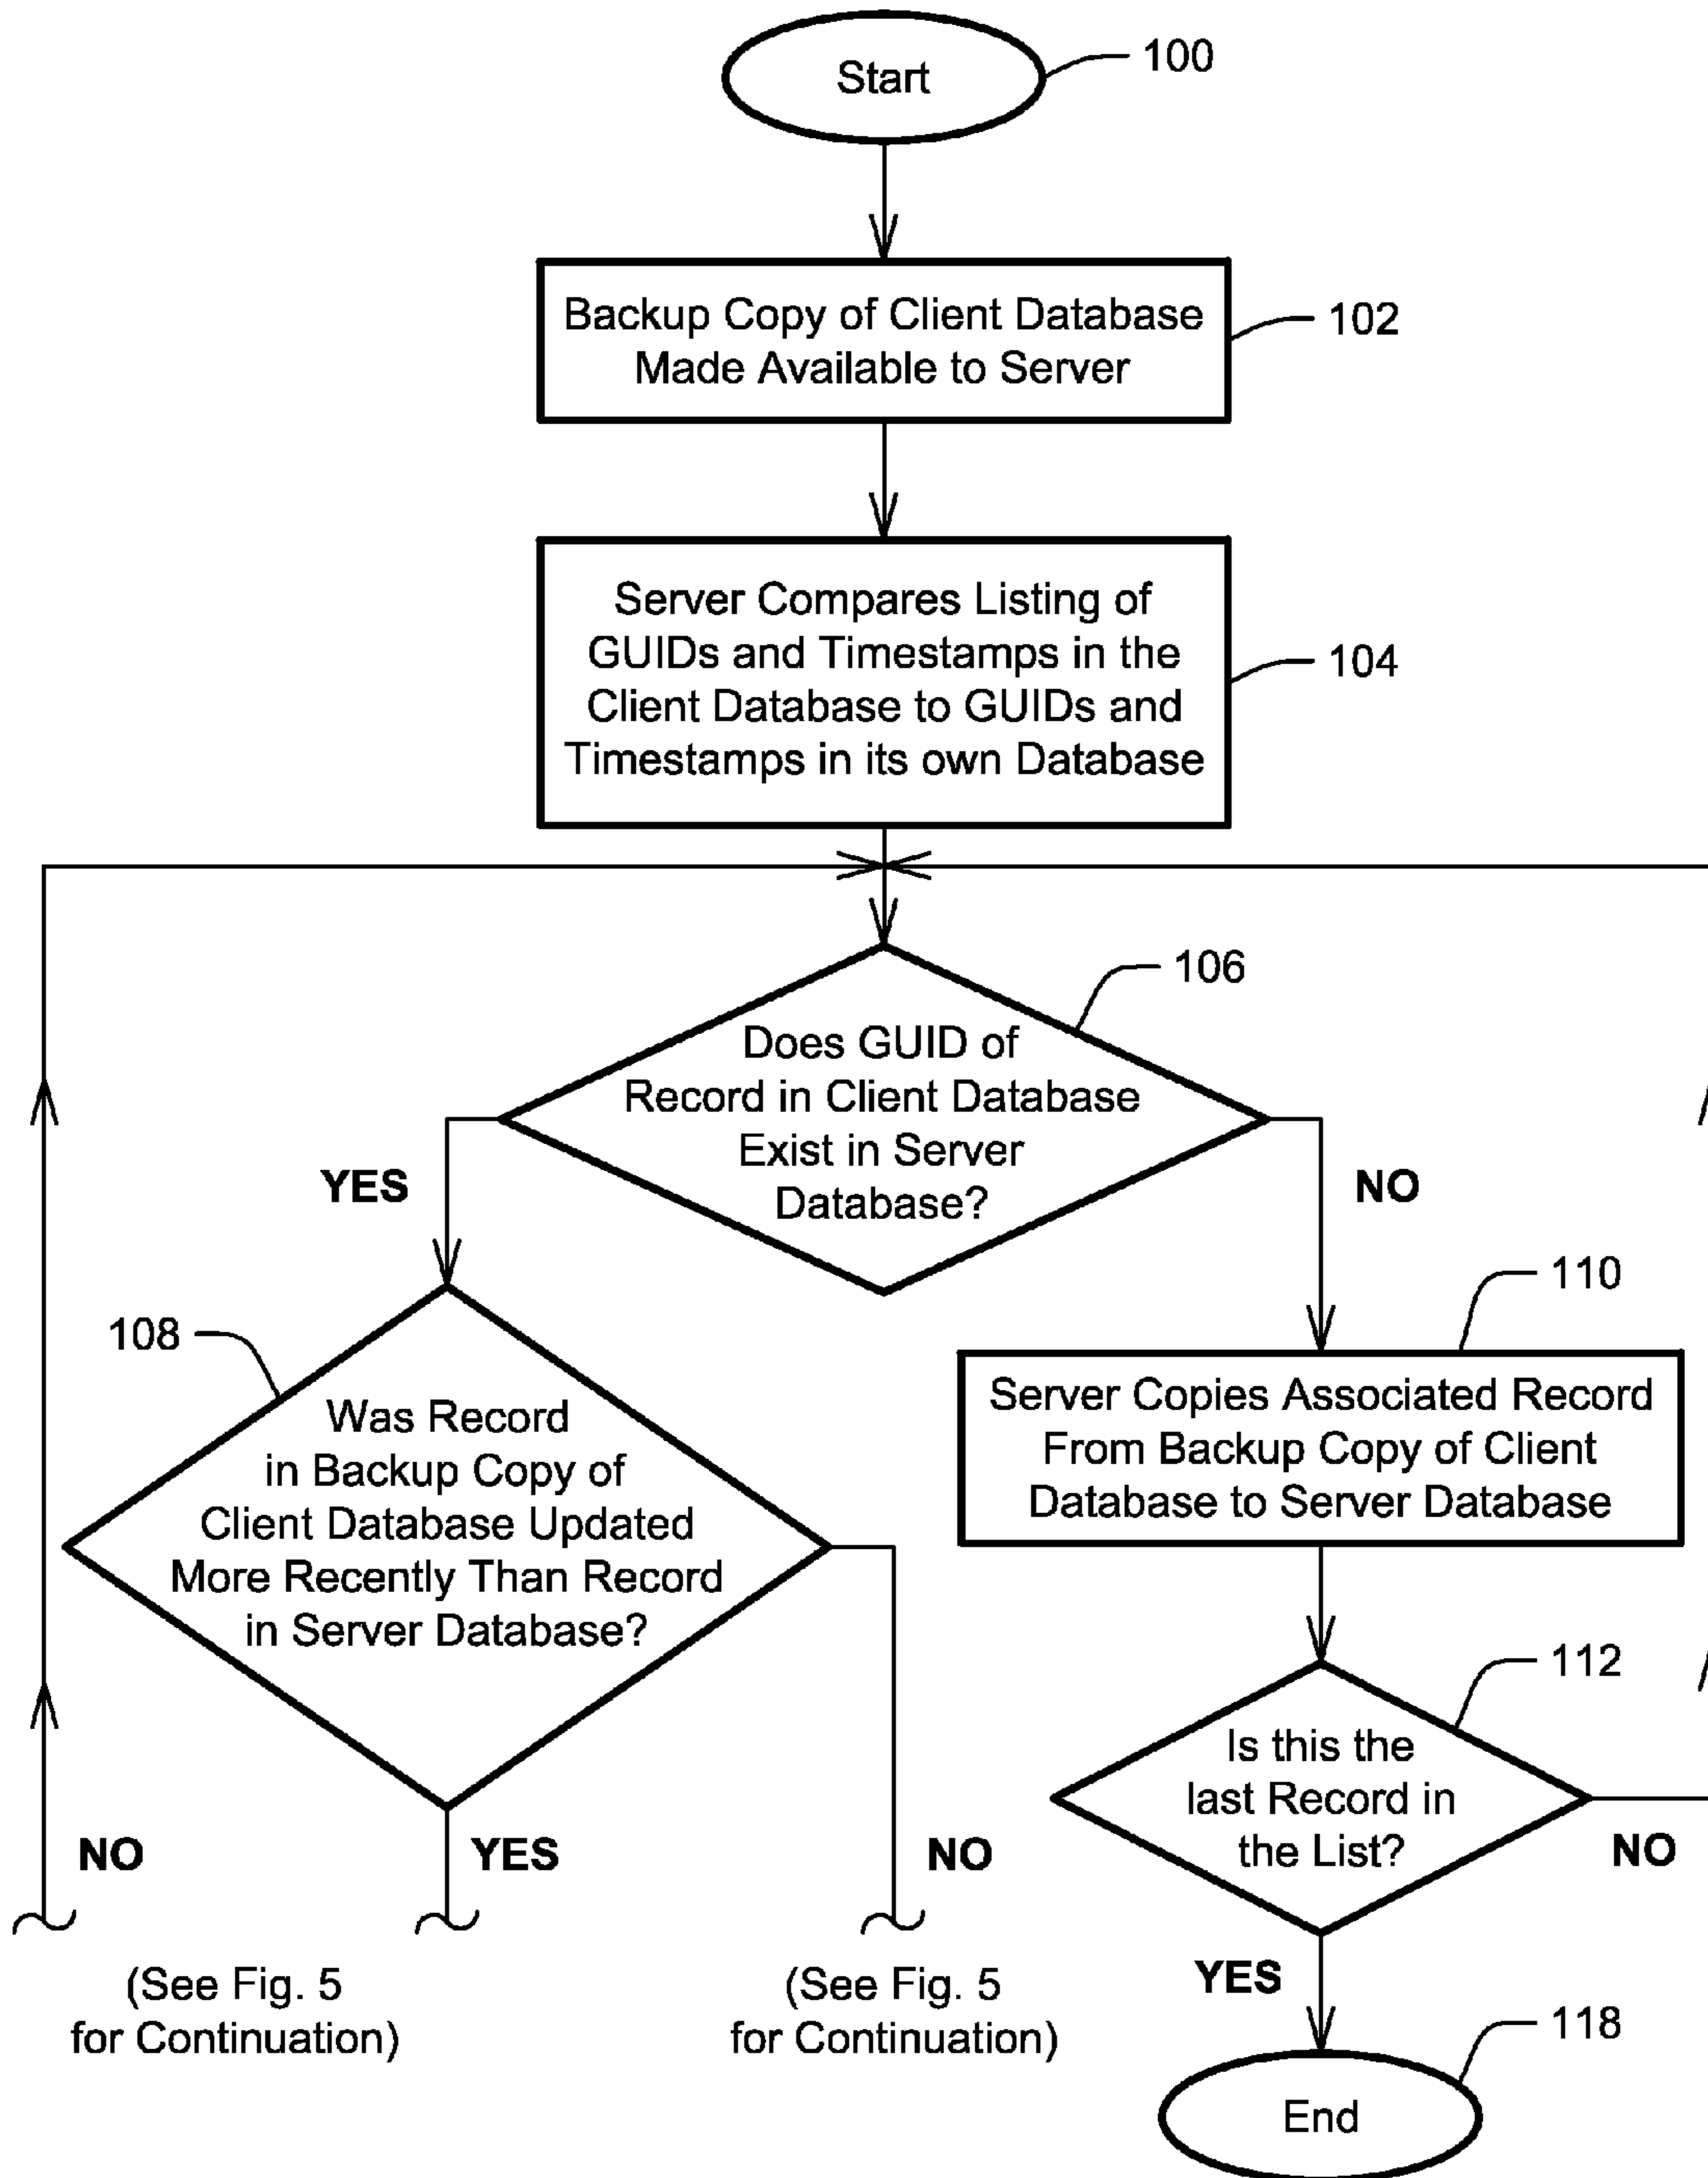 Start
100
Backup Copy of Client Database
Made Available to Server
102
Server Compares Listing of
GUIDs and Timestamps in the
Client Database to GUIDs and
Timestamps in its own Database
104
106
Does GUID of
Record in Client Database
Exist in Server
Database?
YES
NO
108
Was Record
in Backup Copy of
Client Database Updated
More Recently Than Record
in Server Database?
110
Server Copies Associated Record
From Backup Copy of Client
Database to Server Database
112
Is this the
last Record in
the List?
NO
YES
NO
NO
(See Fig. 5
for Continuation)
(See Fig. 5
for Continuation)
YES
118
End